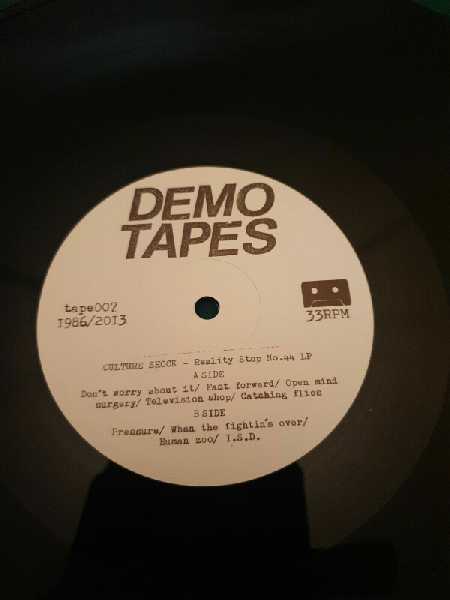 DEMO
TAPES
tape007
1986/2013
33RPM
CULTURE SHOCK - Reality Stop No.44 LP
A SIDE
Don't worry about it/ Fast forward/ Open mind
surgery/ Television shop/ Catching flies
B SIDE
Pressure/ When the fightin's over/
Human zoo/ I.S.D.